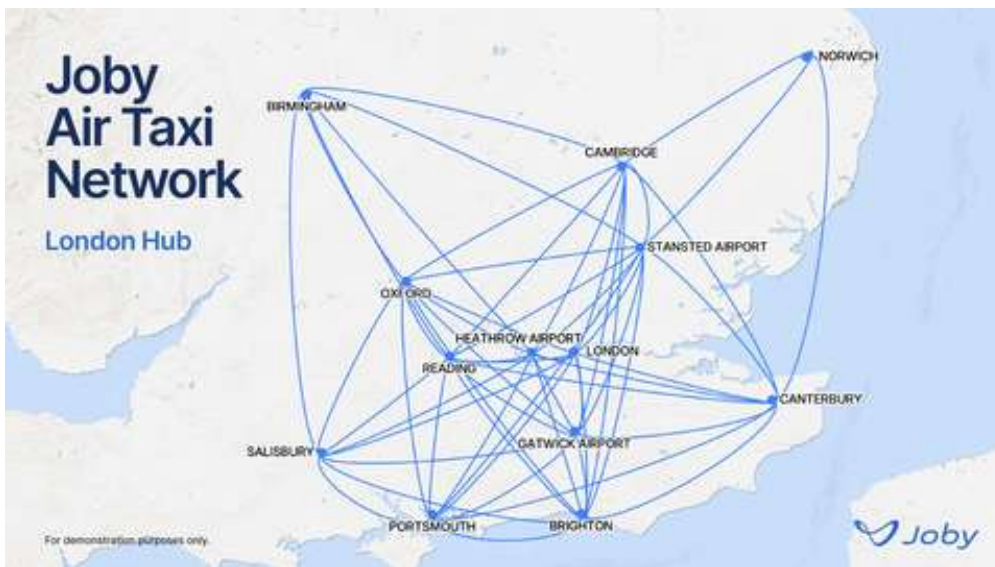 Joby
Air Taxi
Network
London Hub
NORWICH
BIRMINGHAM
CAMBRIDGE
STANSTED AIRPORT
OXFORD
HEATHROW AIRPORT
LONDON
READING
CANTERBURY
GATWICK AIRPORT
SALISBURY
PORTSMOUTH
BRIGHTON
For demonstration purposes only.
Joby